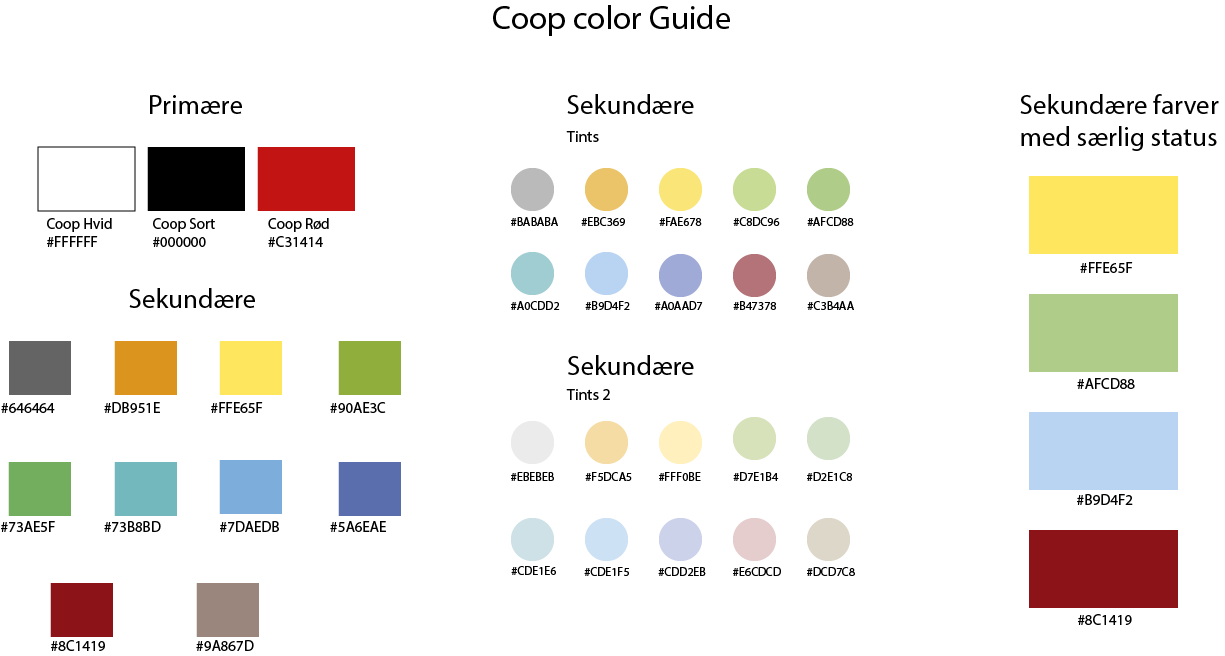 Coop color Guide
Primære
Coop Hvid
#FFFFFF
Coop Sort
#000000
Coop Rød
#C31414
Sekundære
#646464
#DB951E
#FFE65F
#90AE3C
#73AE5F
#73B8BD
#7DAEDB
#5A6EAE
#8C1419
#9A867D
Sekundære
Tints
#BABABA
#EBC369
#FAE678
#C8DC96
#AFCD88
#A0CDD2
#B9D4F2
#A0AAD7
#B47378
#C3B4AA
Sekundære
Tints 2
#EBEBEB
#F5DCA5
#FFF0BE
#D7E1B4
#D2E1C8
#CDE1E6
#CDE1F5
#CDD2EB
#E6CDCD
#DCD7C8
Sekundære farver
med særlig status
#FFE65F
#AFCD88
#B9D4F2
#8C1419